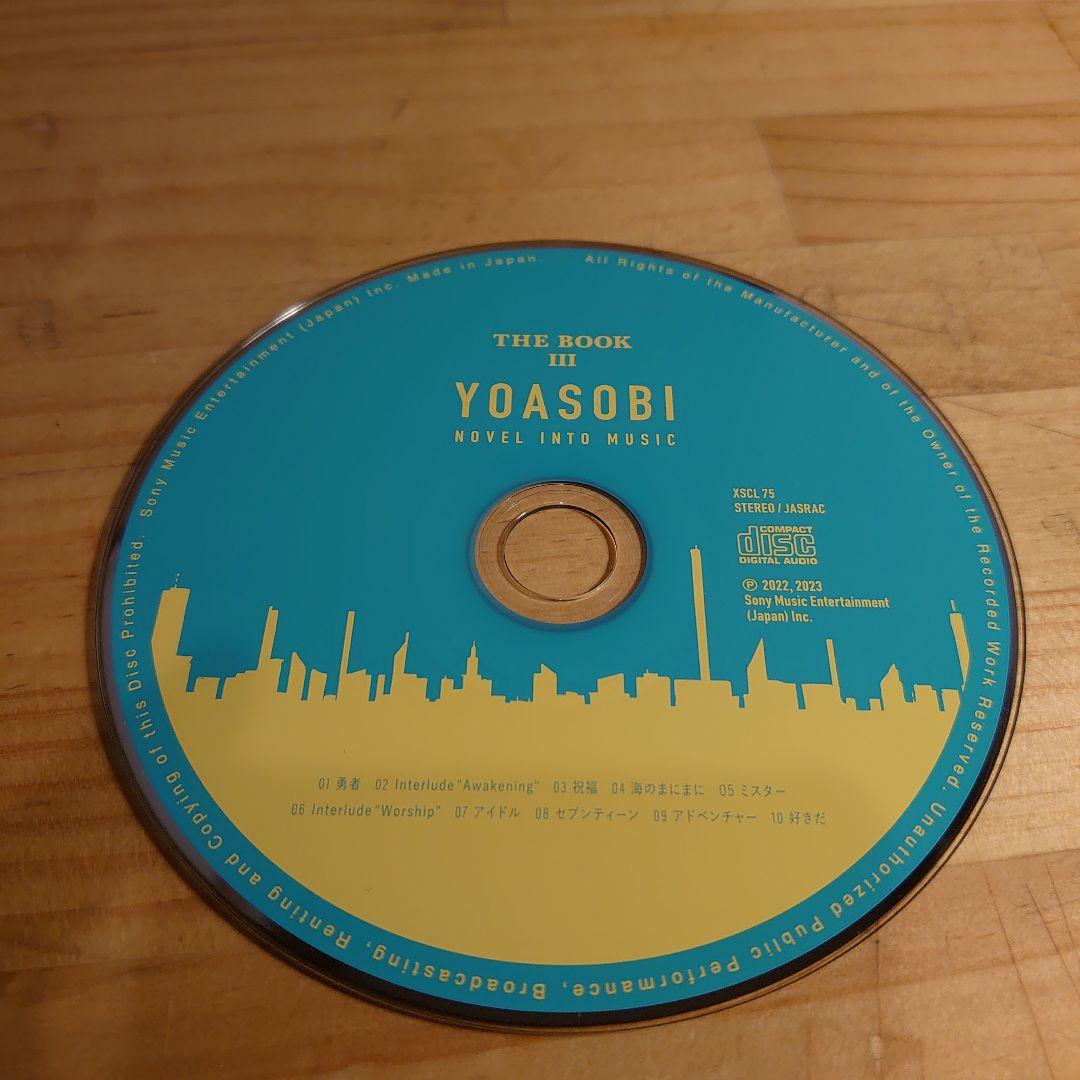 THE BOOK
III
YOASOBI
NOVEL INTO MUSIC
XSCL 75
STEREO / JASRAC
COMPACT
disc
DIGITAL AUDIO
Ⓟ 2022, 2023
Sony Music Entertainment
(Japan) Inc.
01 勇者 02 Interlude "Awakening" 03 祝福 04 海のまにまに 05 ミスター
06 Interlude "Worship" 07 アイドル 08 セブンティーン 09 アドベンチャー 10 好きだ
All Rights of the Manufacturer and of the Owner of the Recorded Work Reserved. Unauthorized Public Performance, Broadcasting, Renting and Copying of this Disc Prohibited. Sony Music Entertainment (Japan) Inc. Made in Japan.